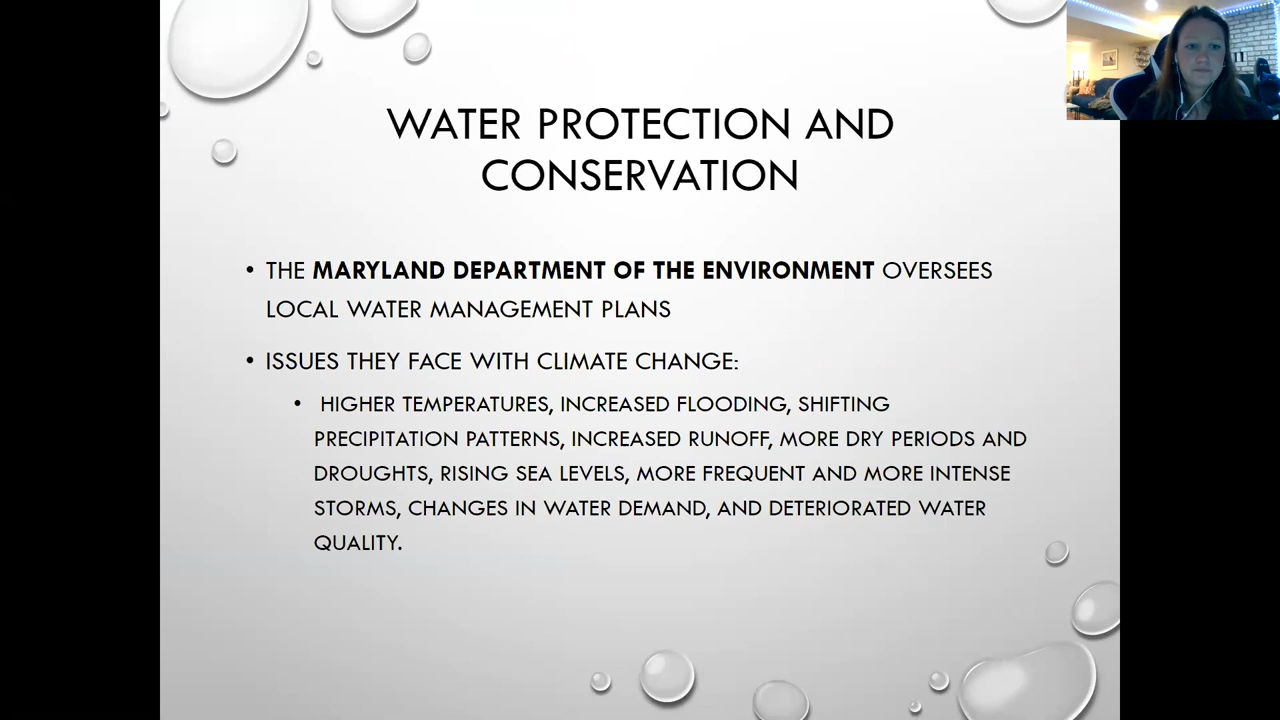 WATER PROTECTION AND
CONSERVATION
• THE MARYLAND DEPARTMENT OF THE ENVIRONMENT OVERSEES
LOCAL WATER MANAGEMENT PLANS
• ISSUES THEY FACE WITH CLIMATE CHANGE:
• HIGHER TEMPERATURES, INCREASED FLOODING, SHIFTING
PRECIPITATION PATTERNS, INCREASED RUNOFF, MORE DRY PERIODS AND
DROUGHTS, RISING SEA LEVELS, MORE FREQUENT AND MORE INTENSE
STORMS, CHANGES IN WATER DEMAND, AND DETERIORATED WATER
QUALITY.